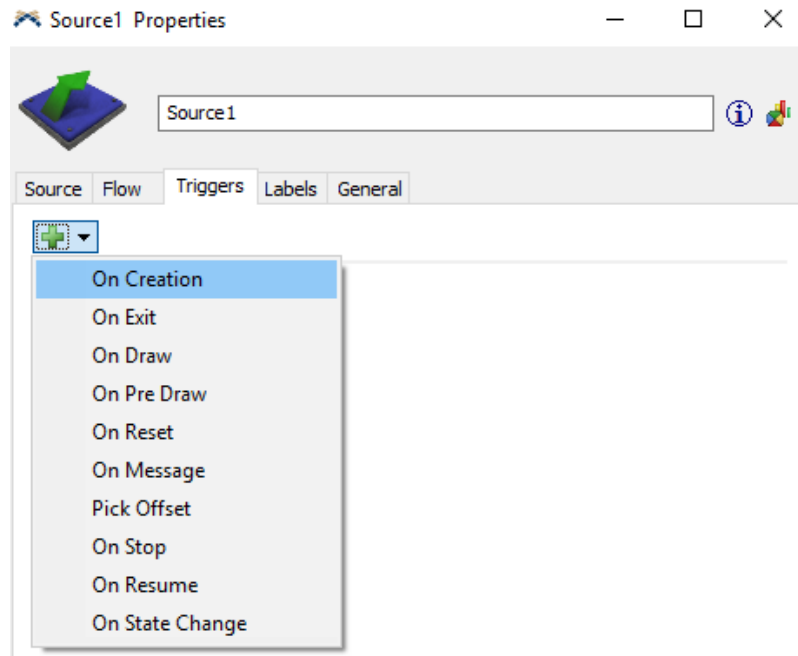 Source1 Properties
Source1
Source Flow Triggers Labels General
On Creation
On Exit
On Draw
On Pre Draw
On Reset
On Message
Pick Offset
On Stop
On Resume
On State Change